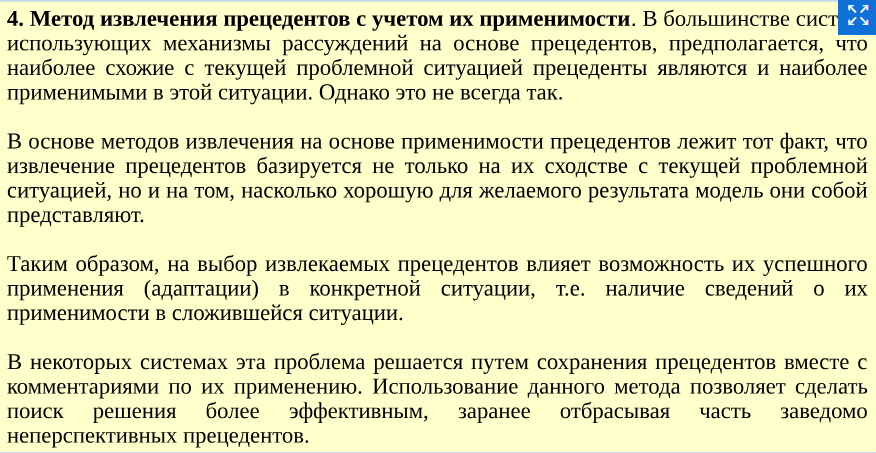 4. Метод извлечения прецедентов с учетом их применимости. В большинстве сист
использующих механизмы рассуждений на основе прецедентов, предполагается, что
наиболее схожие с текущей проблемной ситуацией прецеденты являются и наиболее
применимыми в этой ситуации. Однако это не всегда так.
В основе методов извлечения на основе применимости прецедентов лежит тот факт, что
извлечение прецедентов базируется не только на их сходстве с текущей проблемной
ситуацией, но и на том, насколько хорошую для желаемого результата модель они собой
представляют.
Таким образом, на выбор извлекаемых прецедентов влияет возможность их успешного
применения (адаптации) в конкретной ситуации, т.е. наличие сведений о их
применимости в сложившейся ситуации.
В некоторых системах эта проблема решается путем сохранения прецедентов вместе с
комментариями по их применению. Использование данного метода позволяет сделать
поиск решения более эффективным, заранее отбрасывая часть заведомо
неперспективных прецедентов.